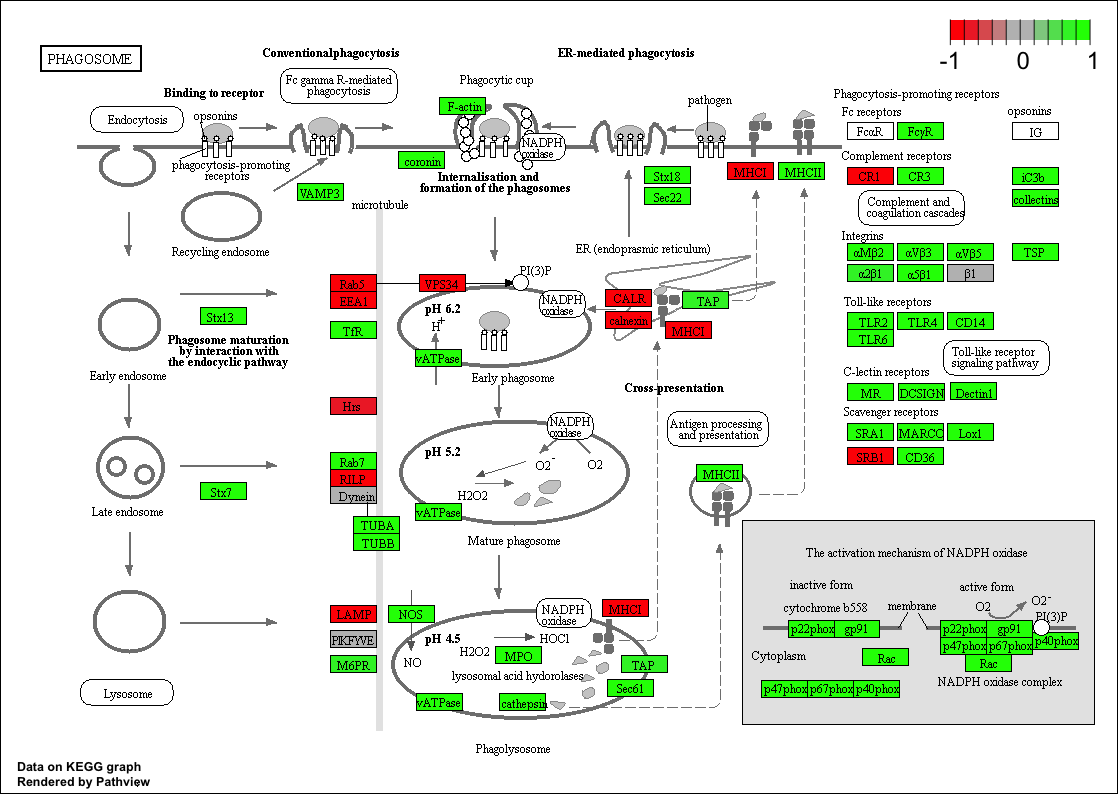 PHAGOSOME
Conventionalphagocytosis
ER-mediated phagocytosis
-1
0
1
Fc gamma R-mediated
phagocytosis
Phagocytic cup
Binding to receptor
Endocytosis
opsonins
F-actin
pathogen
NADPH
oxidase
coronin
phagocytosis-promoting
receptors
VAMP3
microtubule
Internalisation and
formation of the phagosomes
Stx18
Sec22
MHCI
MHCII
Recycling endosome
ER (endoprasmic reticulum)
Phagocytosis-promoting receptors
Fc receptors
opsonins
FcαR
FcγR
IG
Complement receptors
CR1
CR3
iC3b
collectins
Complement and
coagulation cascades
Integrins
αMβ2
αVβ3
αVβ5
TSP
α2β1
α5β1
β1
Toll-like receptors
TLR2
TLR4
CD14
TLR6
Toll-like receptor
signaling pathway
C-lectin receptors
MR
DCSIGN
Dectin1
Scavenger receptors
SRA1
MARCO
Lox1
SRB1
CD36
Rab5
EEA1
VPS34
PI(3)P
NADPH
oxidase
CALR
calnexin
TAP
MHCI
Stx13
TfR
pH 6.2
H+
vATPase
Phagosome maturation
by interaction with
the endocyclic pathway
Early endosome
Early phagosome
Cross-presentation
Hrs
NADPH
oxidase
Antigen processing
and presentation
pH 5.2
O2-
O2
H2O2
vATPase
Rab7
RILP
Dynein
Stx7
TUBA
TUBB
MHCII
Late endosome
Mature phagosome
LAMP
PIKFYVE
M6PR
NOS
NO
NADPH
oxidase
MHCI
pH 4.5
HOCl
H2O2
MPO
lysosomal acid hydorolases
TAP
Sec61
vATPase
cathepsin
Lysosome
Phagolysosome
The activation mechanism of NADPH oxidase
inactive form
active form
cytochrome b558
membrane
O2
O2-
PI(3)P
p22phox
gp91
p22phox
gp91
p47phox
p67phox
p40phox
Cytoplasm
Rac
Rac
p47phox
p67phox
p40phox
NADPH oxidase complex
Data on KEGG graph
Rendered by Pathview